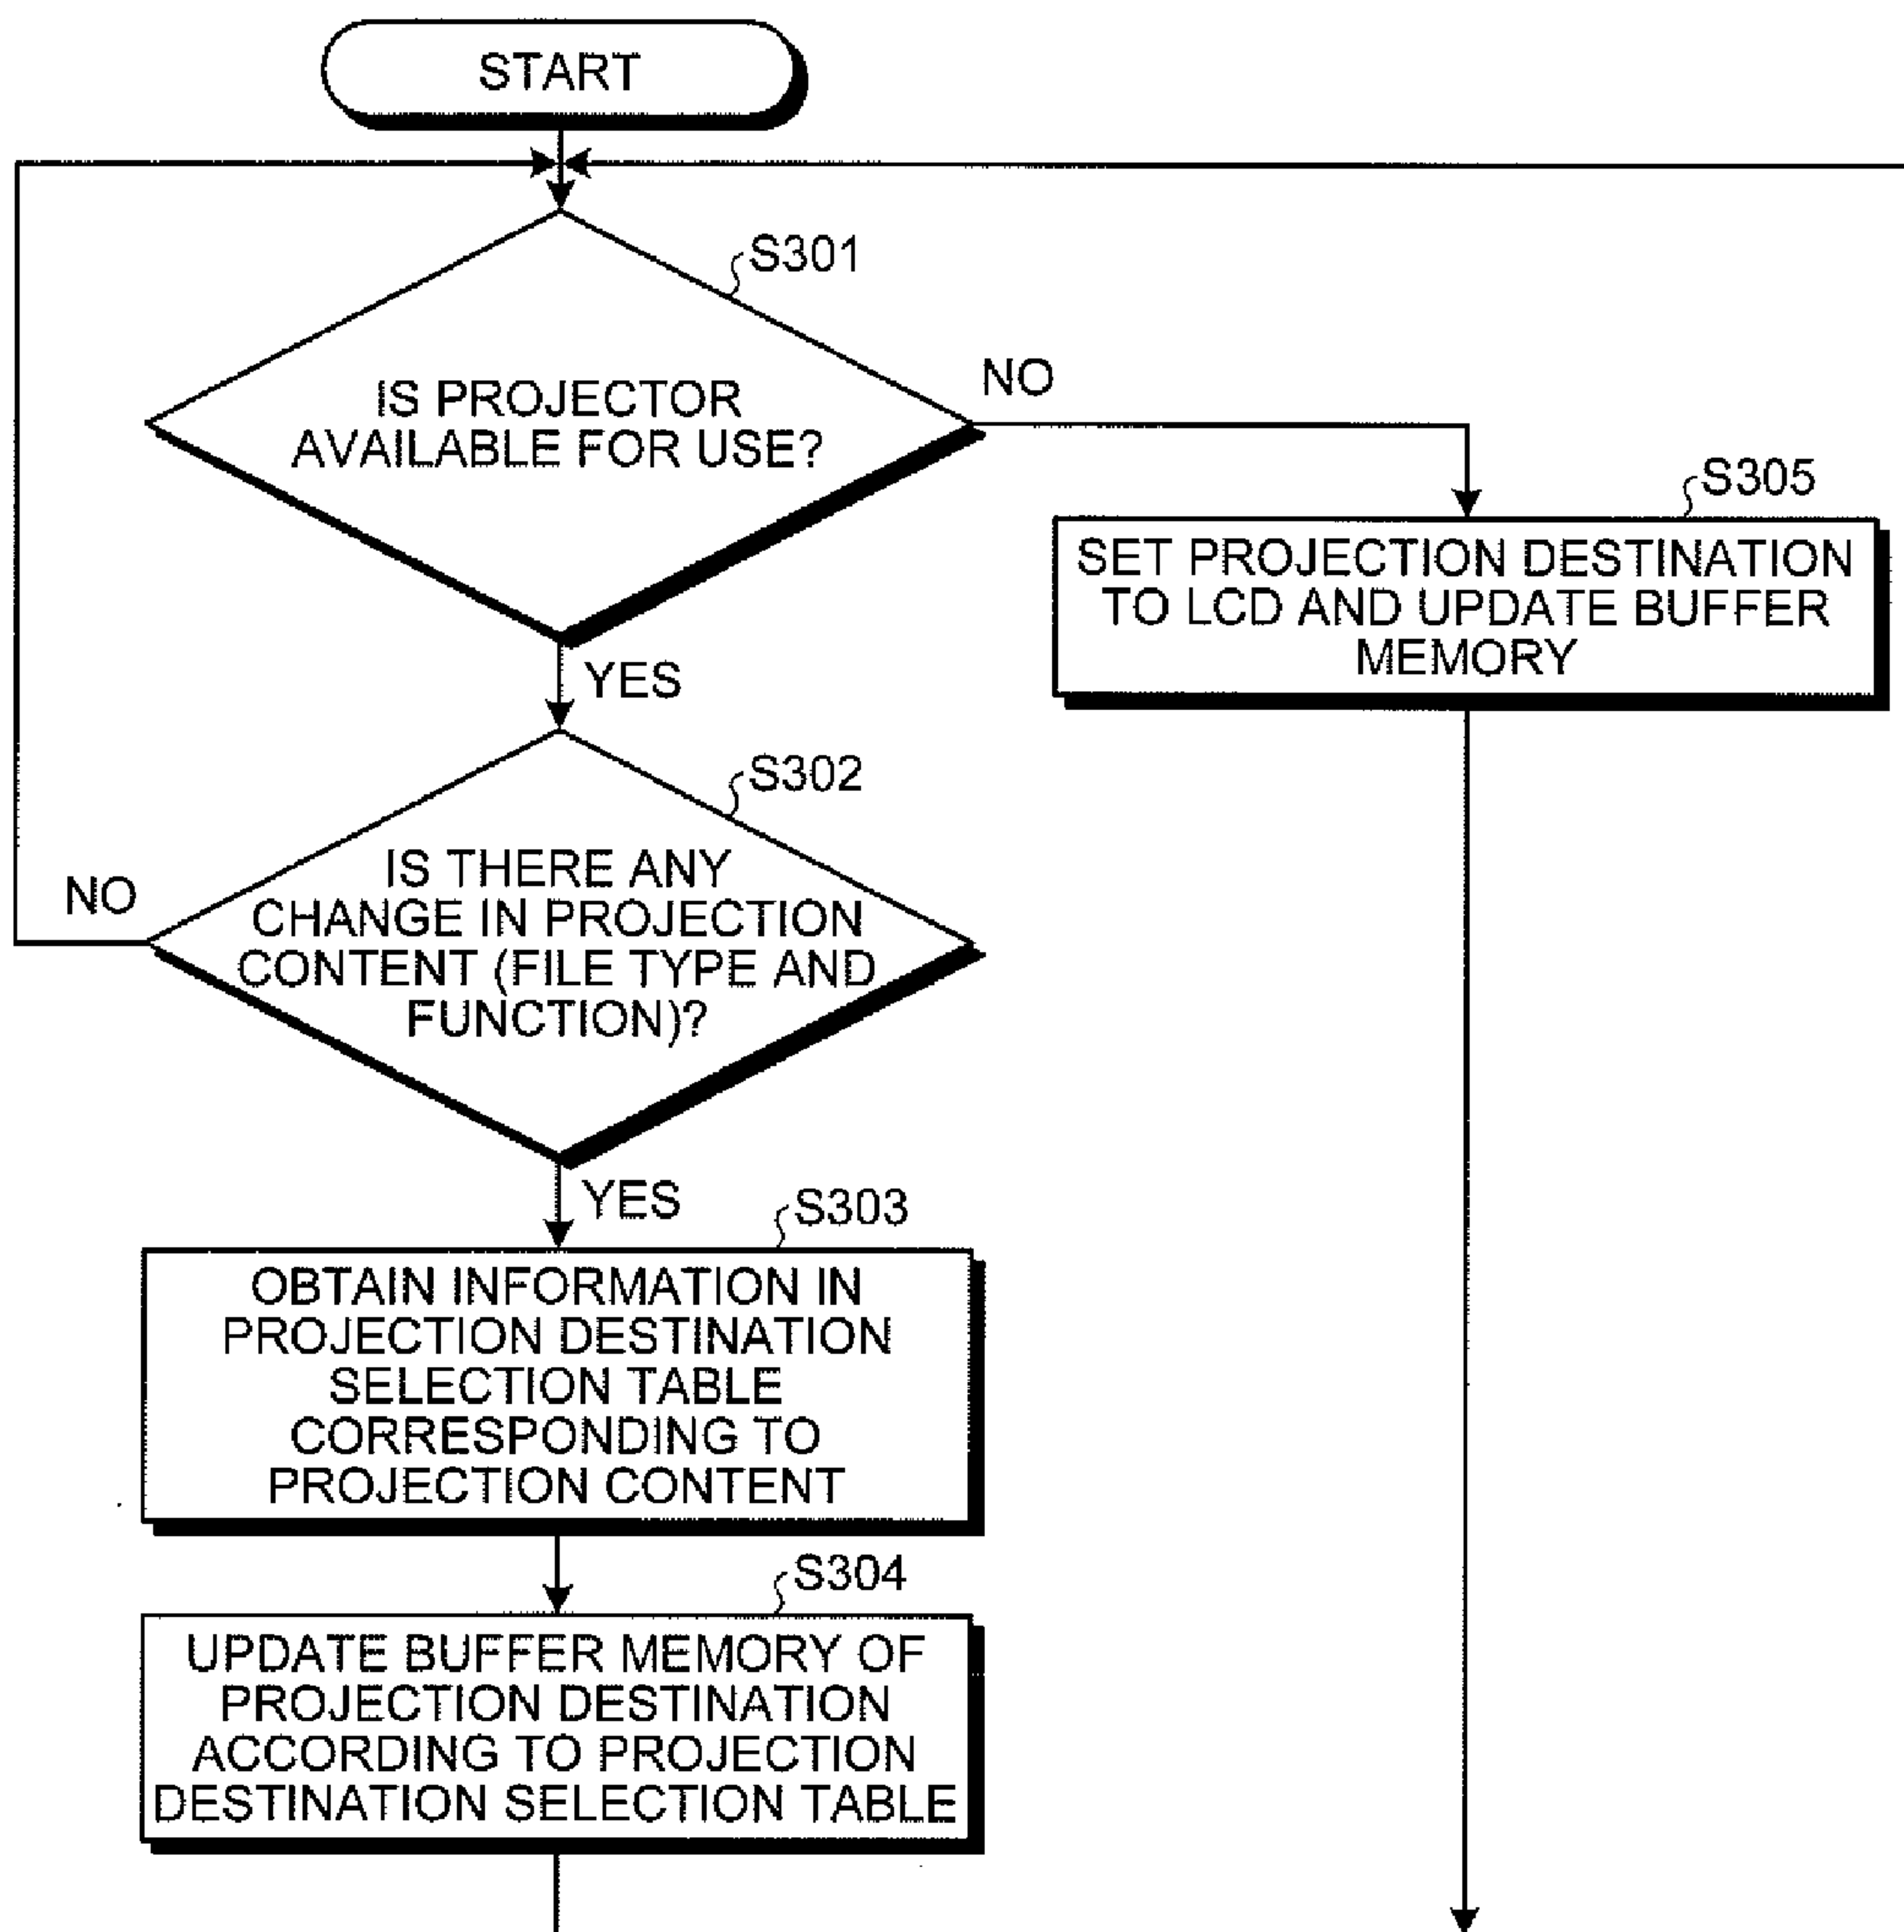 START
S301
IS PROJECTOR
AVAILABLE FOR USE?
NO
YES
S305
SET PROJECTION DESTINATION
TO LCD AND UPDATE BUFFER
MEMORY
S302
IS THERE ANY
CHANGE IN PROJECTION
CONTENT (FILE TYPE AND
FUNCTION)?
NO
YES
S303
OBTAIN INFORMATION IN
PROJECTION DESTINATION
SELECTION TABLE
CORRESPONDING TO
PROJECTION CONTENT
S304
UPDATE BUFFER MEMORY OF
PROJECTION DESTINATION
ACCORDING TO PROJECTION
DESTINATION SELECTION TABLE